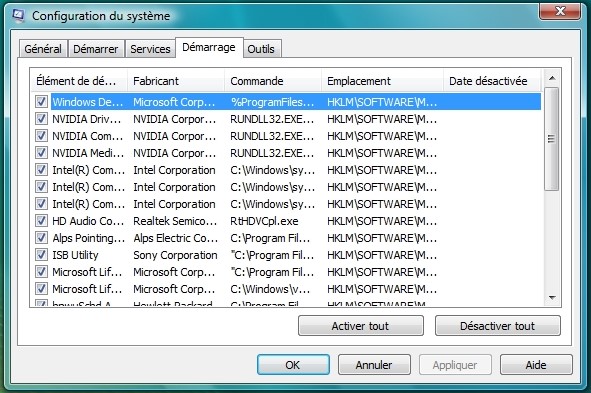 Configuration du système
Général Démarrer Services Démarrage Outils
Élément de dé... Fabricant Commande Emplacement Date désactivée
Windows De... Microsoft Corp... %ProgramFiles... HKLM\SOFTWARE\M...
NVIDIA Driv... NVIDIA Corpor... RUNDLL32.EXE... HKLM\SOFTWARE\M...
NVIDIA Com... NVIDIA Corpor... RUNDLL32.EXE... HKLM\SOFTWARE\M...
NVIDIA Medi... NVIDIA Corpor... RUNDLL32.EXE... HKLM\SOFTWARE\M...
Intel(R) Com... Intel Corporation C:\Windows\sy... HKLM\SOFTWARE\M...
Intel(R) Com... Intel Corporation C:\Windows\sy... HKLM\SOFTWARE\M...
Intel(R) Com... Intel Corporation C:\Windows\sy... HKLM\SOFTWARE\M...
HD Audio Co... Realtek Semico... RtHDVCpl.exe HKLM\SOFTWARE\M...
Alps Pointing... Alps Electric Co... C:\Program Fil... HKLM\SOFTWARE\M...
ISB Utility Sony Corporation "C:\Program Fil... HKLM\SOFTWARE\M...
Microsoft Lif... Microsoft Corp... "C:\Program Fil... HKLM\SOFTWARE\M...
Microsoft Lif... Microsoft Corp... C:\Windows\v... HKLM\SOFTWARE\M...
hpwuSchd A... Hewlett-Packard C:\Program Fil... HKLM\SOFTWARE\M...
Activer tout Désactiver tout
OK Annuler Appliquer Aide